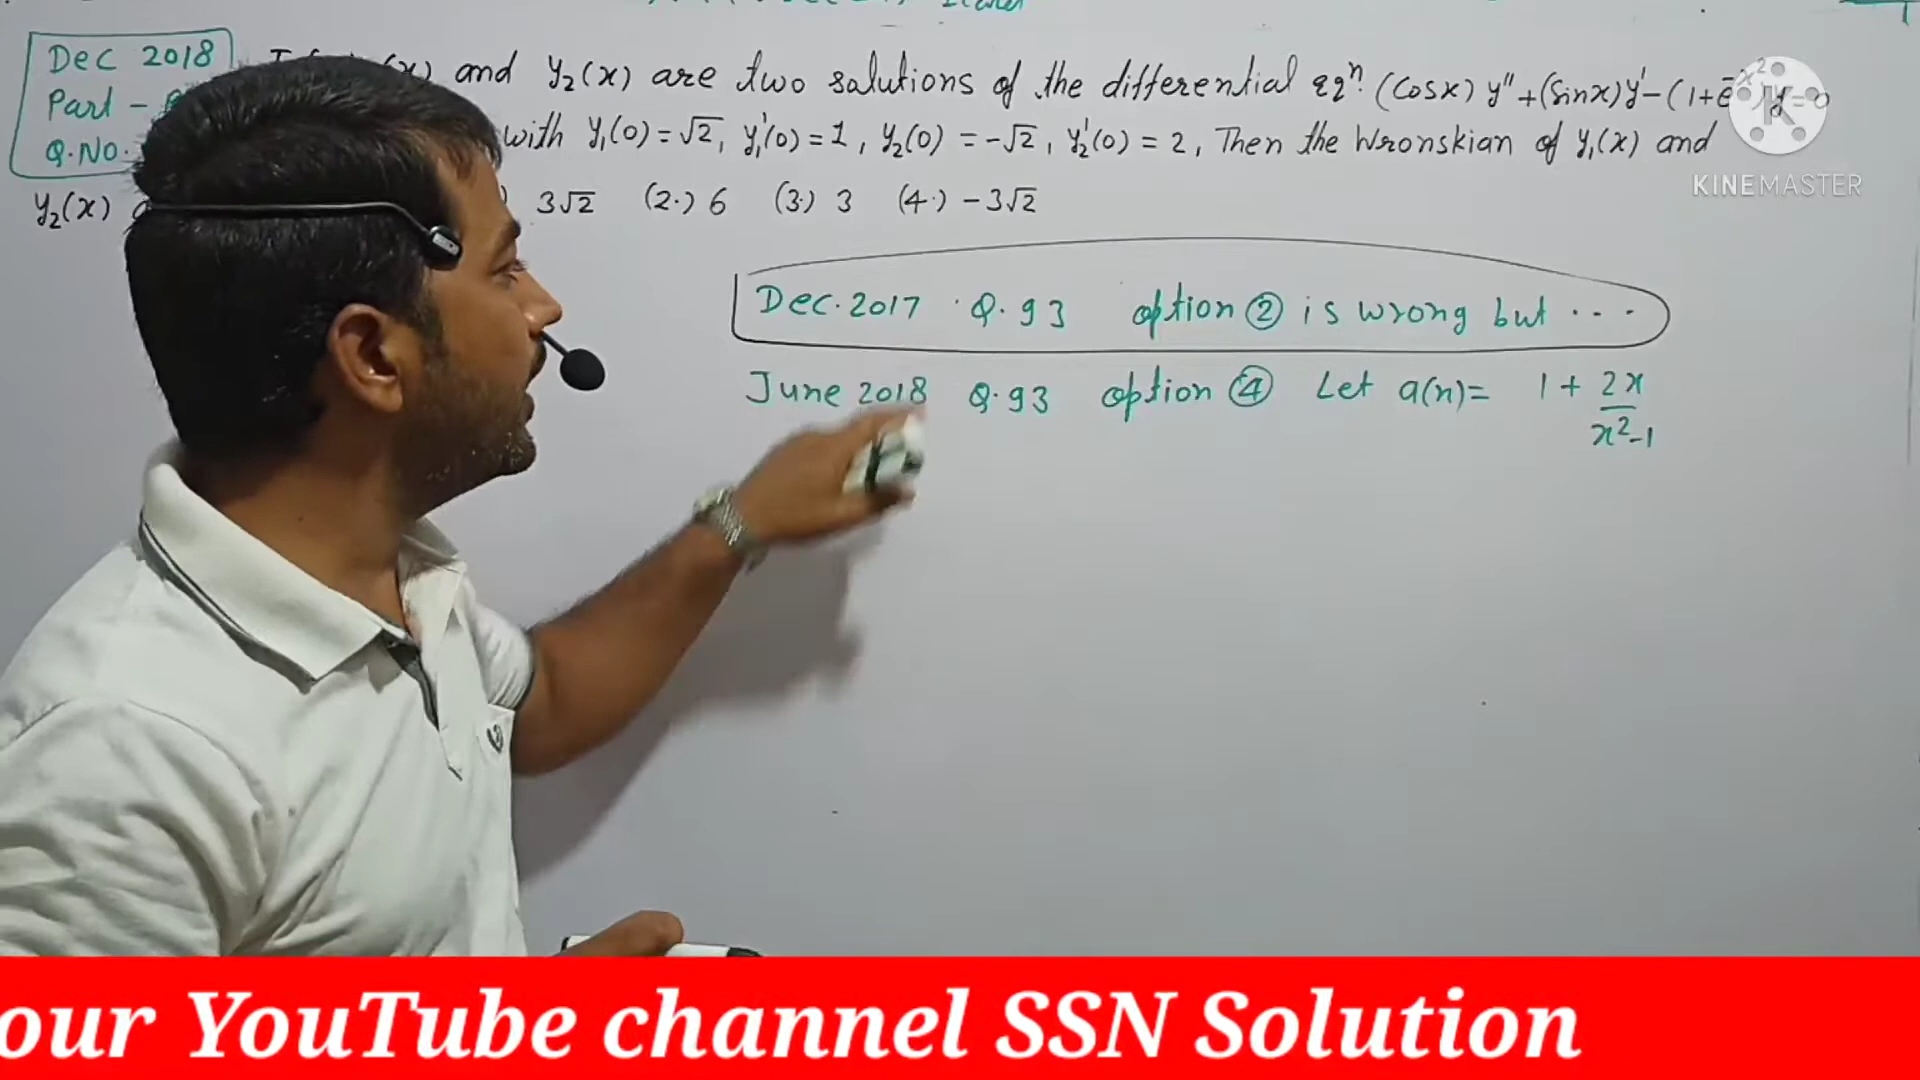 Dec 2018
Part -
Q.No.
(x) and y₂(x) are two solutions of the differential eqⁿ. (Cosx) y'' + (Sinx)y' - (1+e⁻ˣ²)y = 0
with y₁(0) = √2, y₁'(0) = 1, y₂(0) = -√2, y₂'(0) = 2, Then the Wronskian of y₁(x) and
y₂(x) 3√2 (2.) 6 (3.) 3 (4.) -3√2
KINEMASTER
Dec. 2017 Q. 93 option ② is wrong but ....
June 2018 Q. 93 option ④ Let a(n) = 1 + 2x / x²-1
our YouTube channel SSN Solution